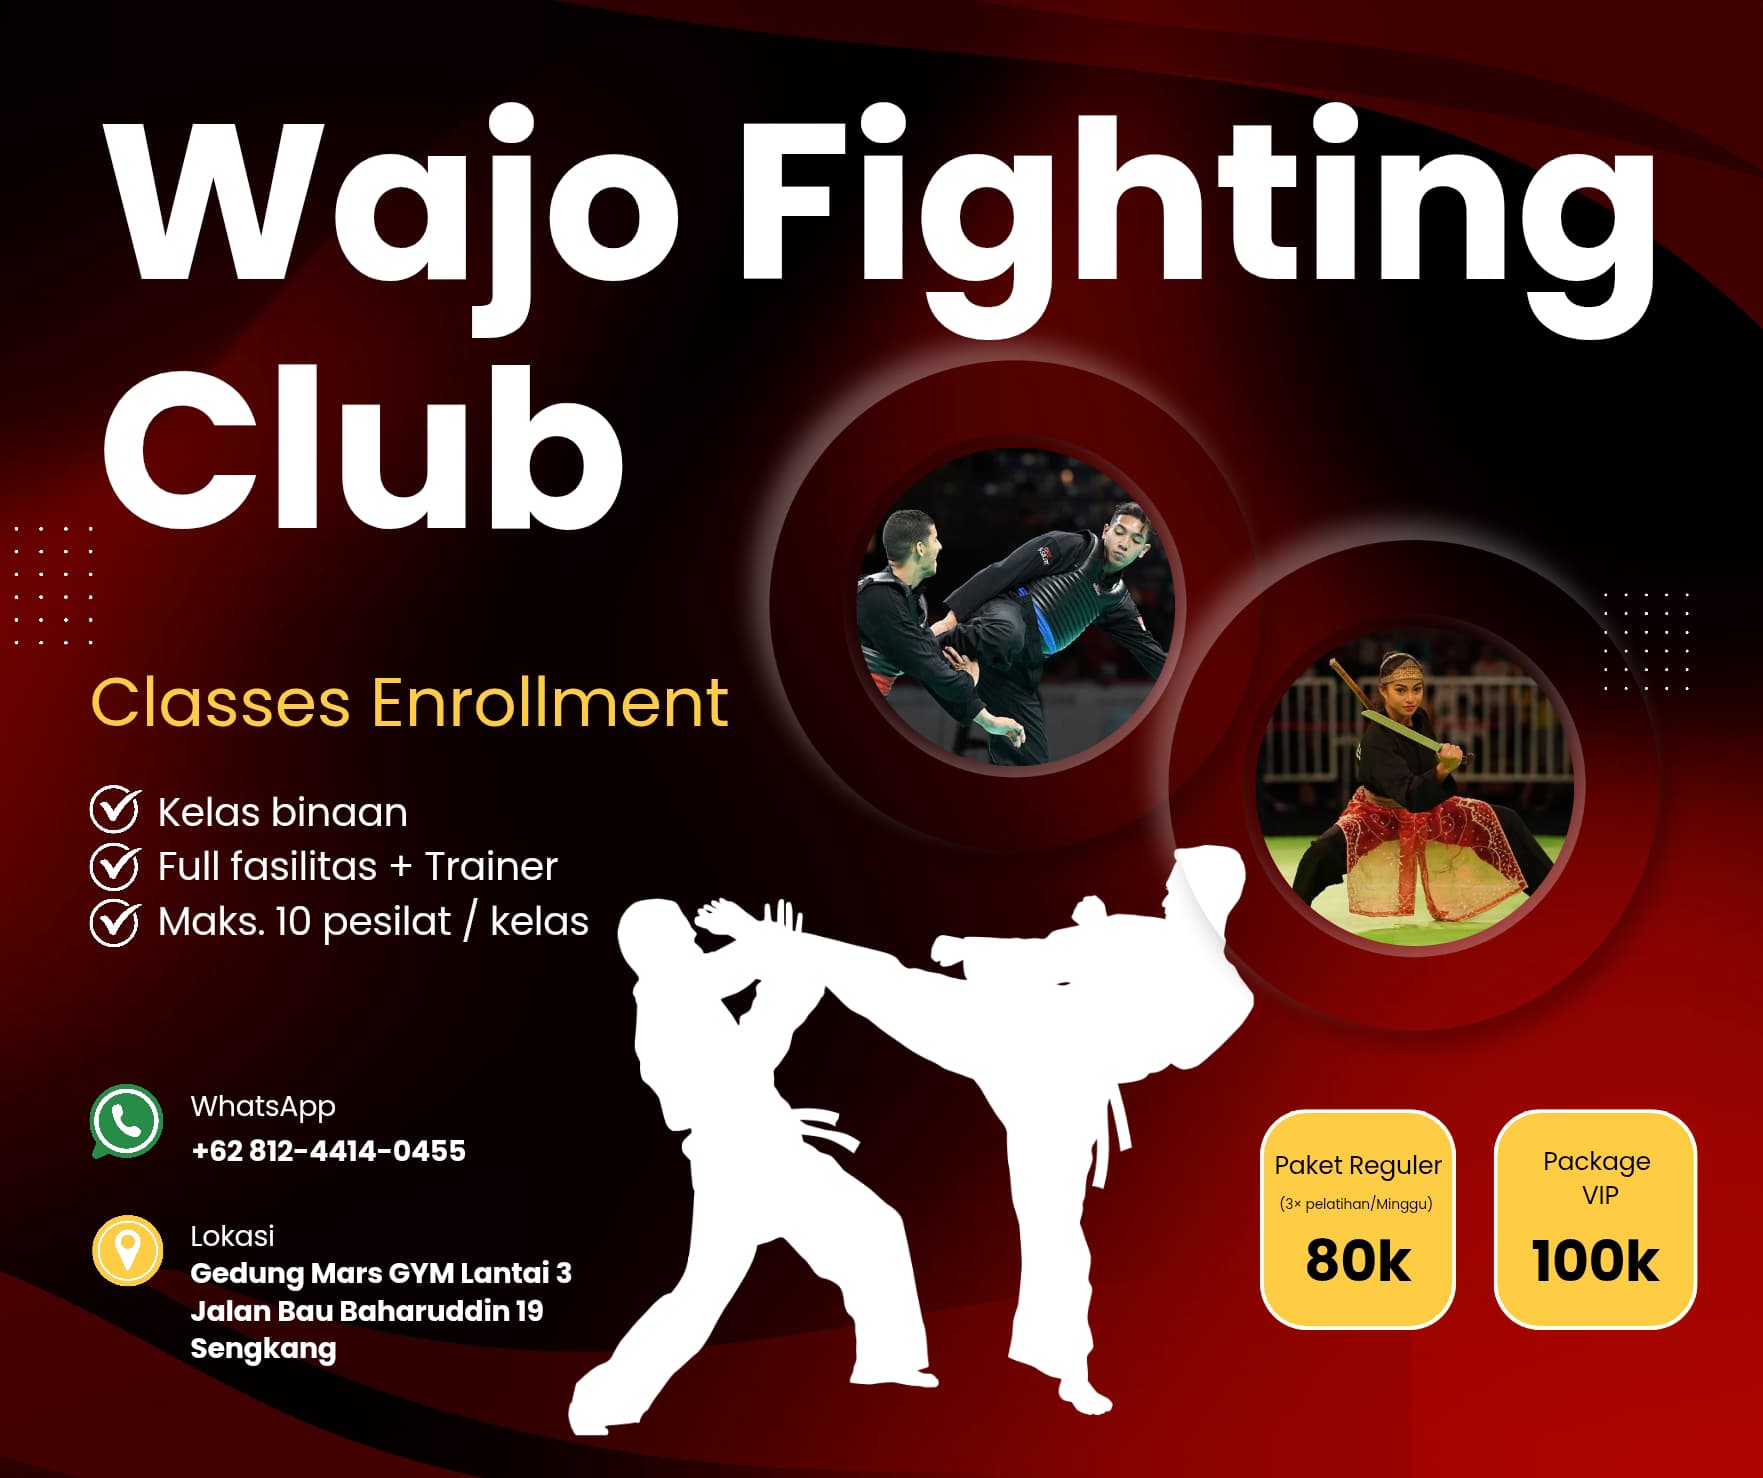 Wajo Fighting
Club
Classes Enrollment
Kelas binaan
Full fasilitas + Trainer
Maks. 10 pesilat / kelas
WhatsApp
+62 812-4414-0455
Lokasi
Gedung Mars GYM Lantai 3
Jalan Bau Baharuddin 19
Sengkang
Paket Reguler
(3× pelatihan/Minggu)
80k
Package
VIP
100k